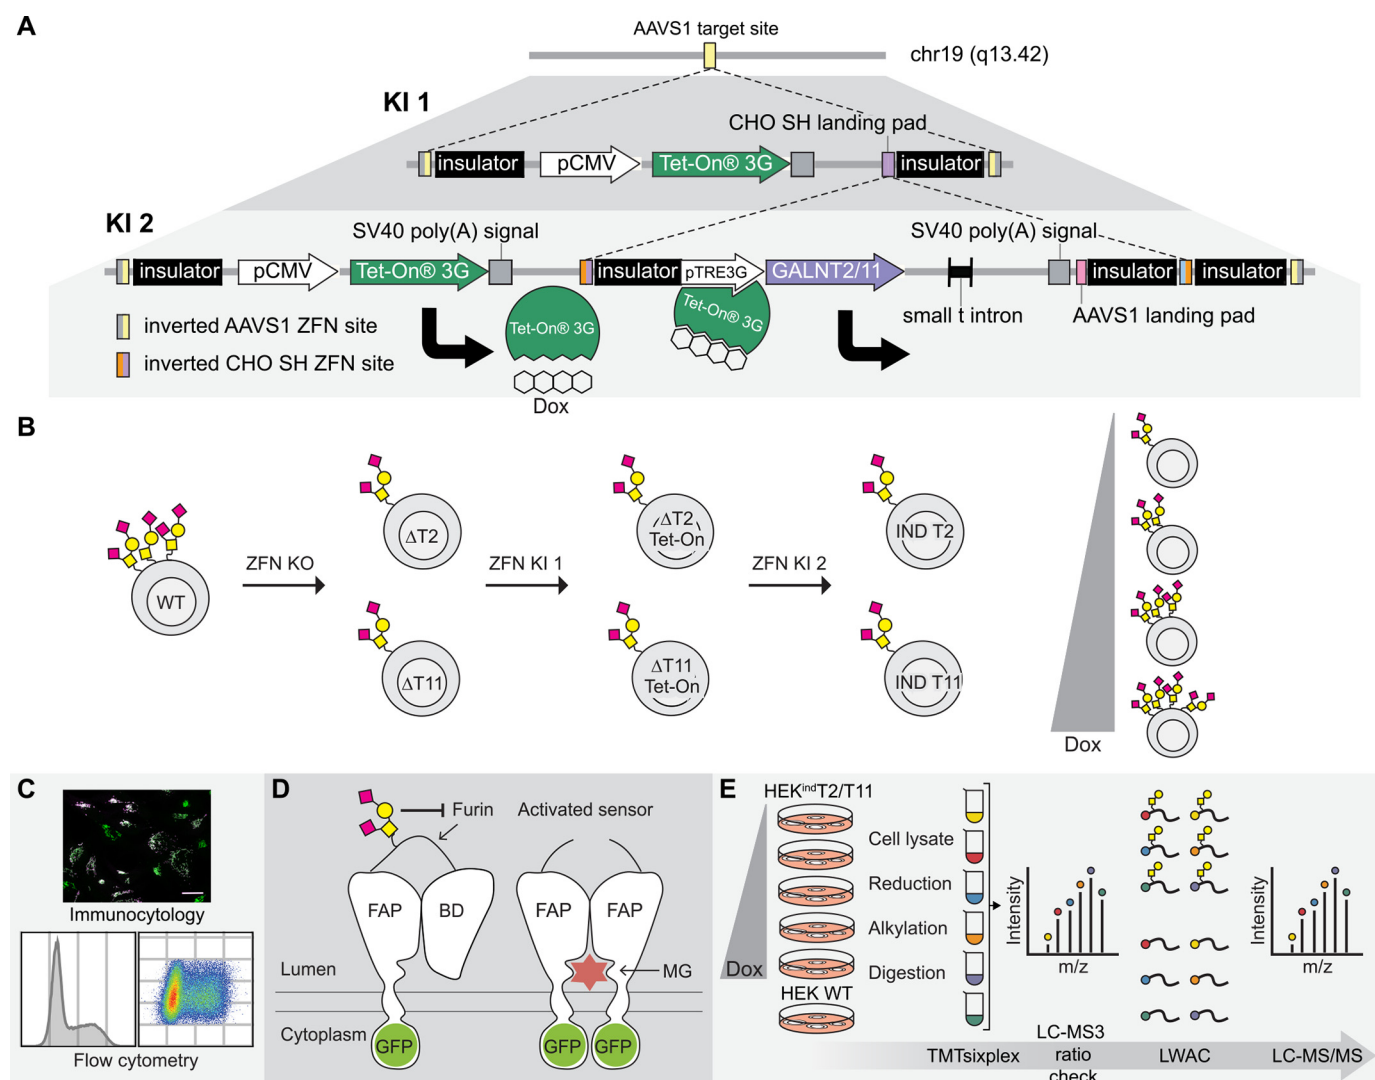 A
AAVS1 target site
chr19 (q13.42)
KI 1
CHO SH landing pad
insulator
pCMV
Tet-On® 3G
insulator
KI 2
SV40 poly(A) signal
SV40 poly(A) signal
insulator
pCMV
Tet-On® 3G
insulator
pTRE3G
GALNT2/11
insulator
insulator
inverted AAVS1 ZFN site
Tet-On® 3G
Tet-On® 3G
small t intron
AAVS1 landing pad
inverted CHO SH ZFN site
Dox
B
WT
ZFN KO
ΔT2
ΔT11
ZFN KI 1
ΔT2
Tet-On
ΔT11
Tet-On
ZFN KI 2
IND T2
IND T11
Dox
C
Immunocytology
Flow cytometry
D
Furin
Activated sensor
FAP
BD
FAP
FAP
Lumen
MG
Cytoplasm
GFP
GFP
GFP
E
HEKindT2/T11
Dox
HEK WT
Cell lysate
Reduction
Alkylation
Digestion
Intensity
m/z
Intensity
m/z
TMTsixplex
LC-MS3
ratio
check
LWAC
LC-MS/MS